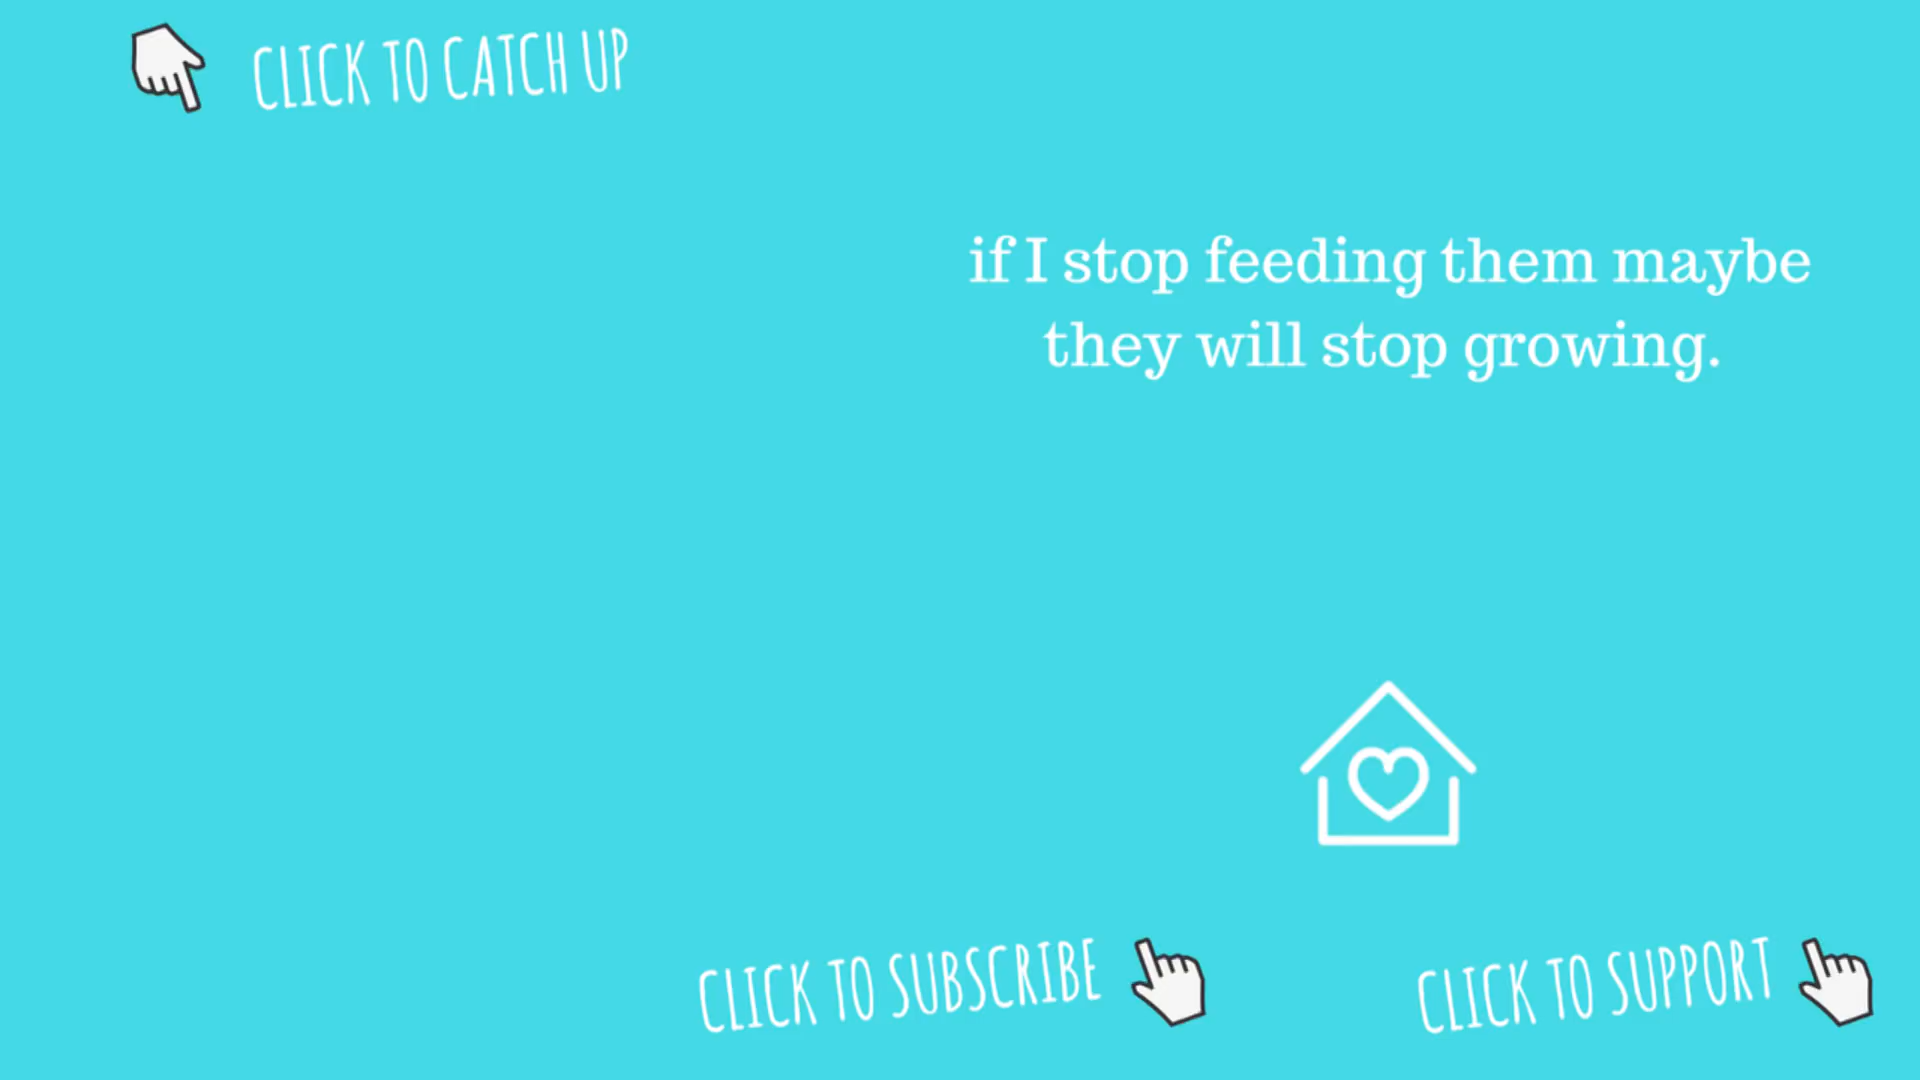 CLICK TO CATCH UP
if I stop feeding them maybe
they will stop growing.
CLICK TO SUBSCRIBE
CLICK TO SUPPORT